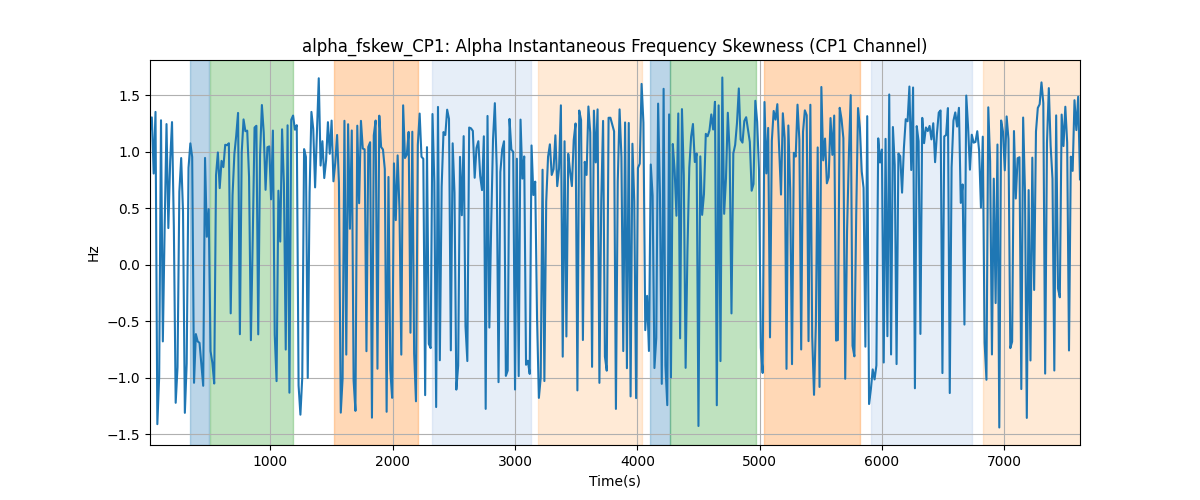 alpha_fskew_CP1: Alpha Instantaneous Frequency Skewness (CP1 Channel)
1.5
1.0
0.5
0.0
−0.5
−1.0
−1.5
Hz
1000 2000 3000 4000 5000 6000 7000
Time(s)